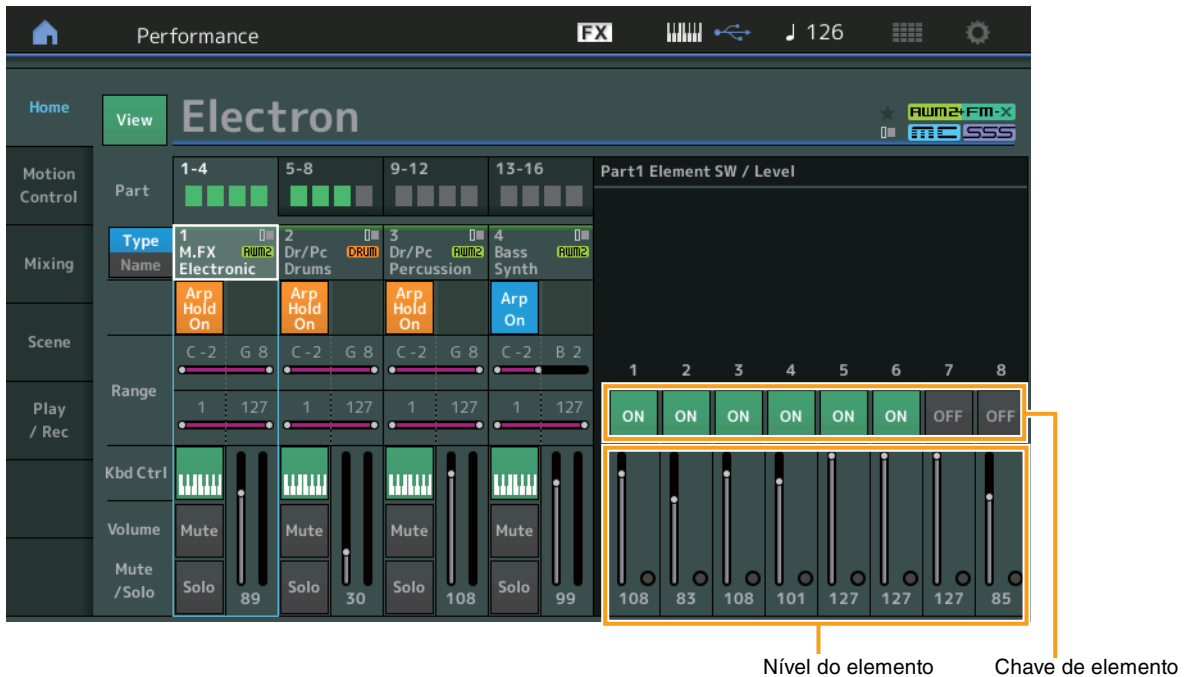 Performance
FX
126
Home
View
Electron
AWM2+FM-X
MC SSS
Motion
Control
Part
1-4
5-8
9-12
13-16
Part1 Element SW / Level
Mixing
Type
Name
1
M.FX AWM2
Electronic
2
Dr/Pc DRUM
Drums
3
Dr/Pc AWM2
Percussion
4
Bass AWM2
Synth
Arp
Hold
On
Arp
Hold
On
Arp
Hold
On
Arp
On
Scene
Range
C -2 G 8 C -2 G 8 C -2 G 8 C -2 B 2
1 127 1 127 1 127 1 127
1 2 3 4 5 6 7 8
ON ON ON ON ON ON OFF OFF
Play
/ Rec
Kbd Ctrl
Volume
Mute Mute Mute Mute
Mute
/Solo
Solo 89 Solo 30 Solo 108 Solo 99
108 83 108 101 127 127 127 85
Nível do elemento
Chave de elemento